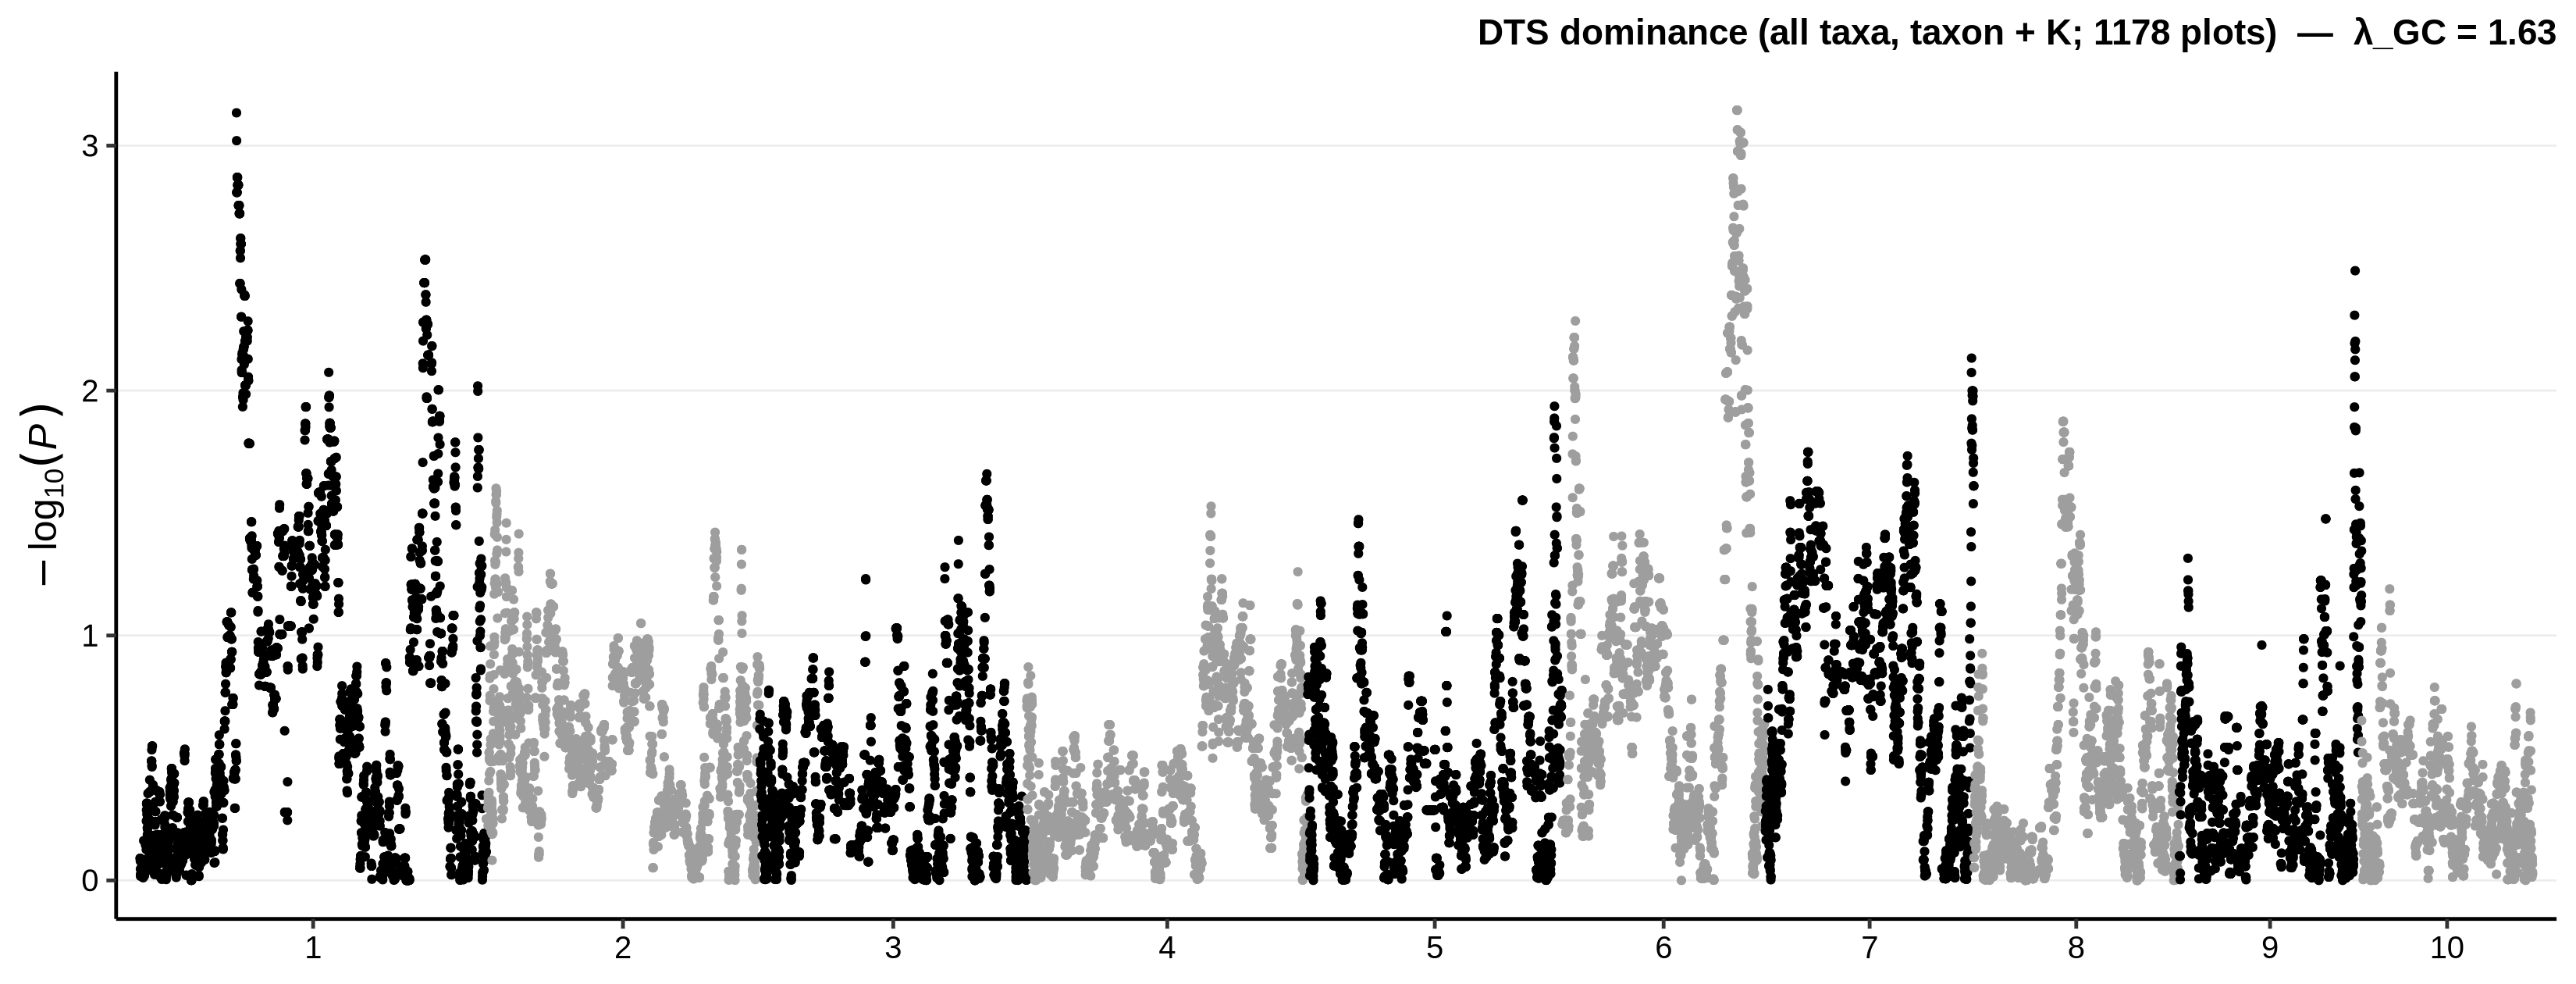 DTS dominance (all taxa, taxon + K; 1178 plots) — λ_GC = 1.63
− log10(P)
3
2
1
0
1 2 3 4 5 6 7 8 9 10